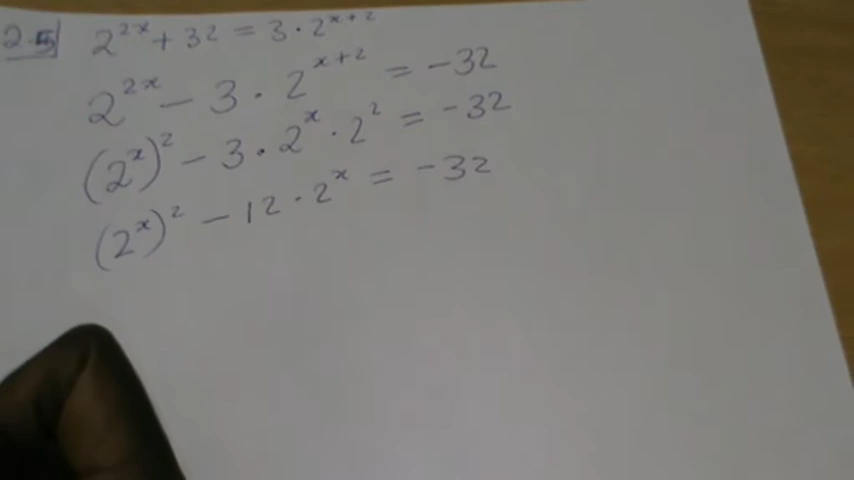 2.5 2^{2x} + 32 = 3 · 2^{x+2}
2^{2x} - 3 · 2^{x+2} = -32
(2^x)^2 - 3 · 2^x · 2^2 = -32
(2^x)^2 - 12 · 2^x = -32